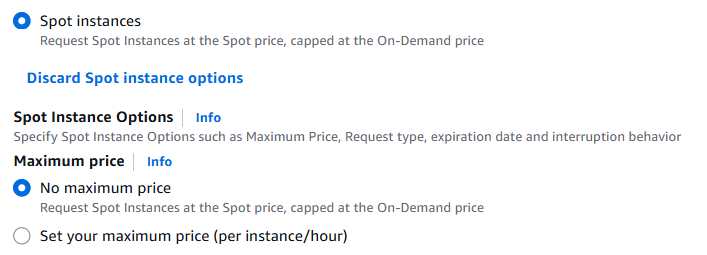 Spot instances
Request Spot Instances at the Spot price, capped at the On-Demand price
Discard Spot instance options
Spot Instance Options Info
Specify Spot Instance Options such as Maximum Price, Request type, expiration date and interruption behavior
Maximum price Info
No maximum price
Request Spot Instances at the Spot price, capped at the On-Demand price
Set your maximum price (per instance/hour)